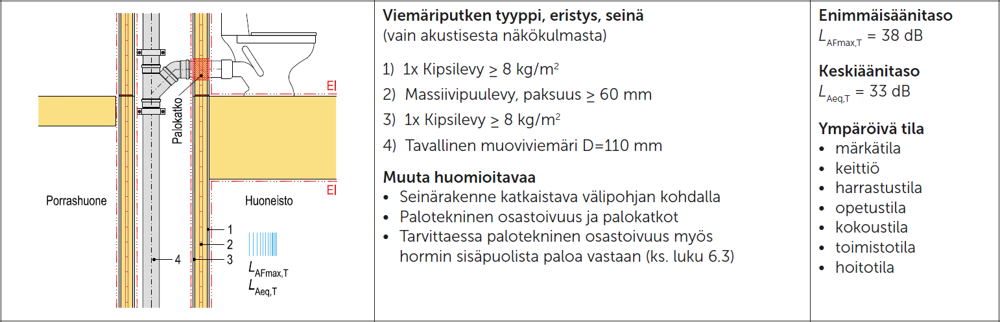 Palokatko
EI
EI
Porrashuone
Huoneisto
1
2
3
4
LAFmax,T
LAeq,T
Viemäriputken tyyppi, eristys, seinä
(vain akustisesta näkökulmasta)
1) 1x Kipsilevy ≥ 8 kg/m²
2) Massiivipuulevy, paksuus ≥ 60 mm
3) 1x Kipsilevy ≥ 8 kg/m²
4) Tavallinen muoviviemäri D=110 mm
Muuta huomioitavaa
• Seinärakenne katkaistava välipohjan kohdalla
• Palotekninen osastoivuus ja palokatkot
• Tarvittaessa palotekninen osastoivuus myös
hormin sisäpuolista paloa vastaan (ks. luku 6.3)
Enimmäisäänitaso
LAFmax,T = 38 dB
Keskiäänitaso
LAeq,T = 33 dB
Ympäröivä tila
• märkätila
• keittiö
• harrastustila
• opetustila
• kokoustila
• toimistotila
• hoitotila